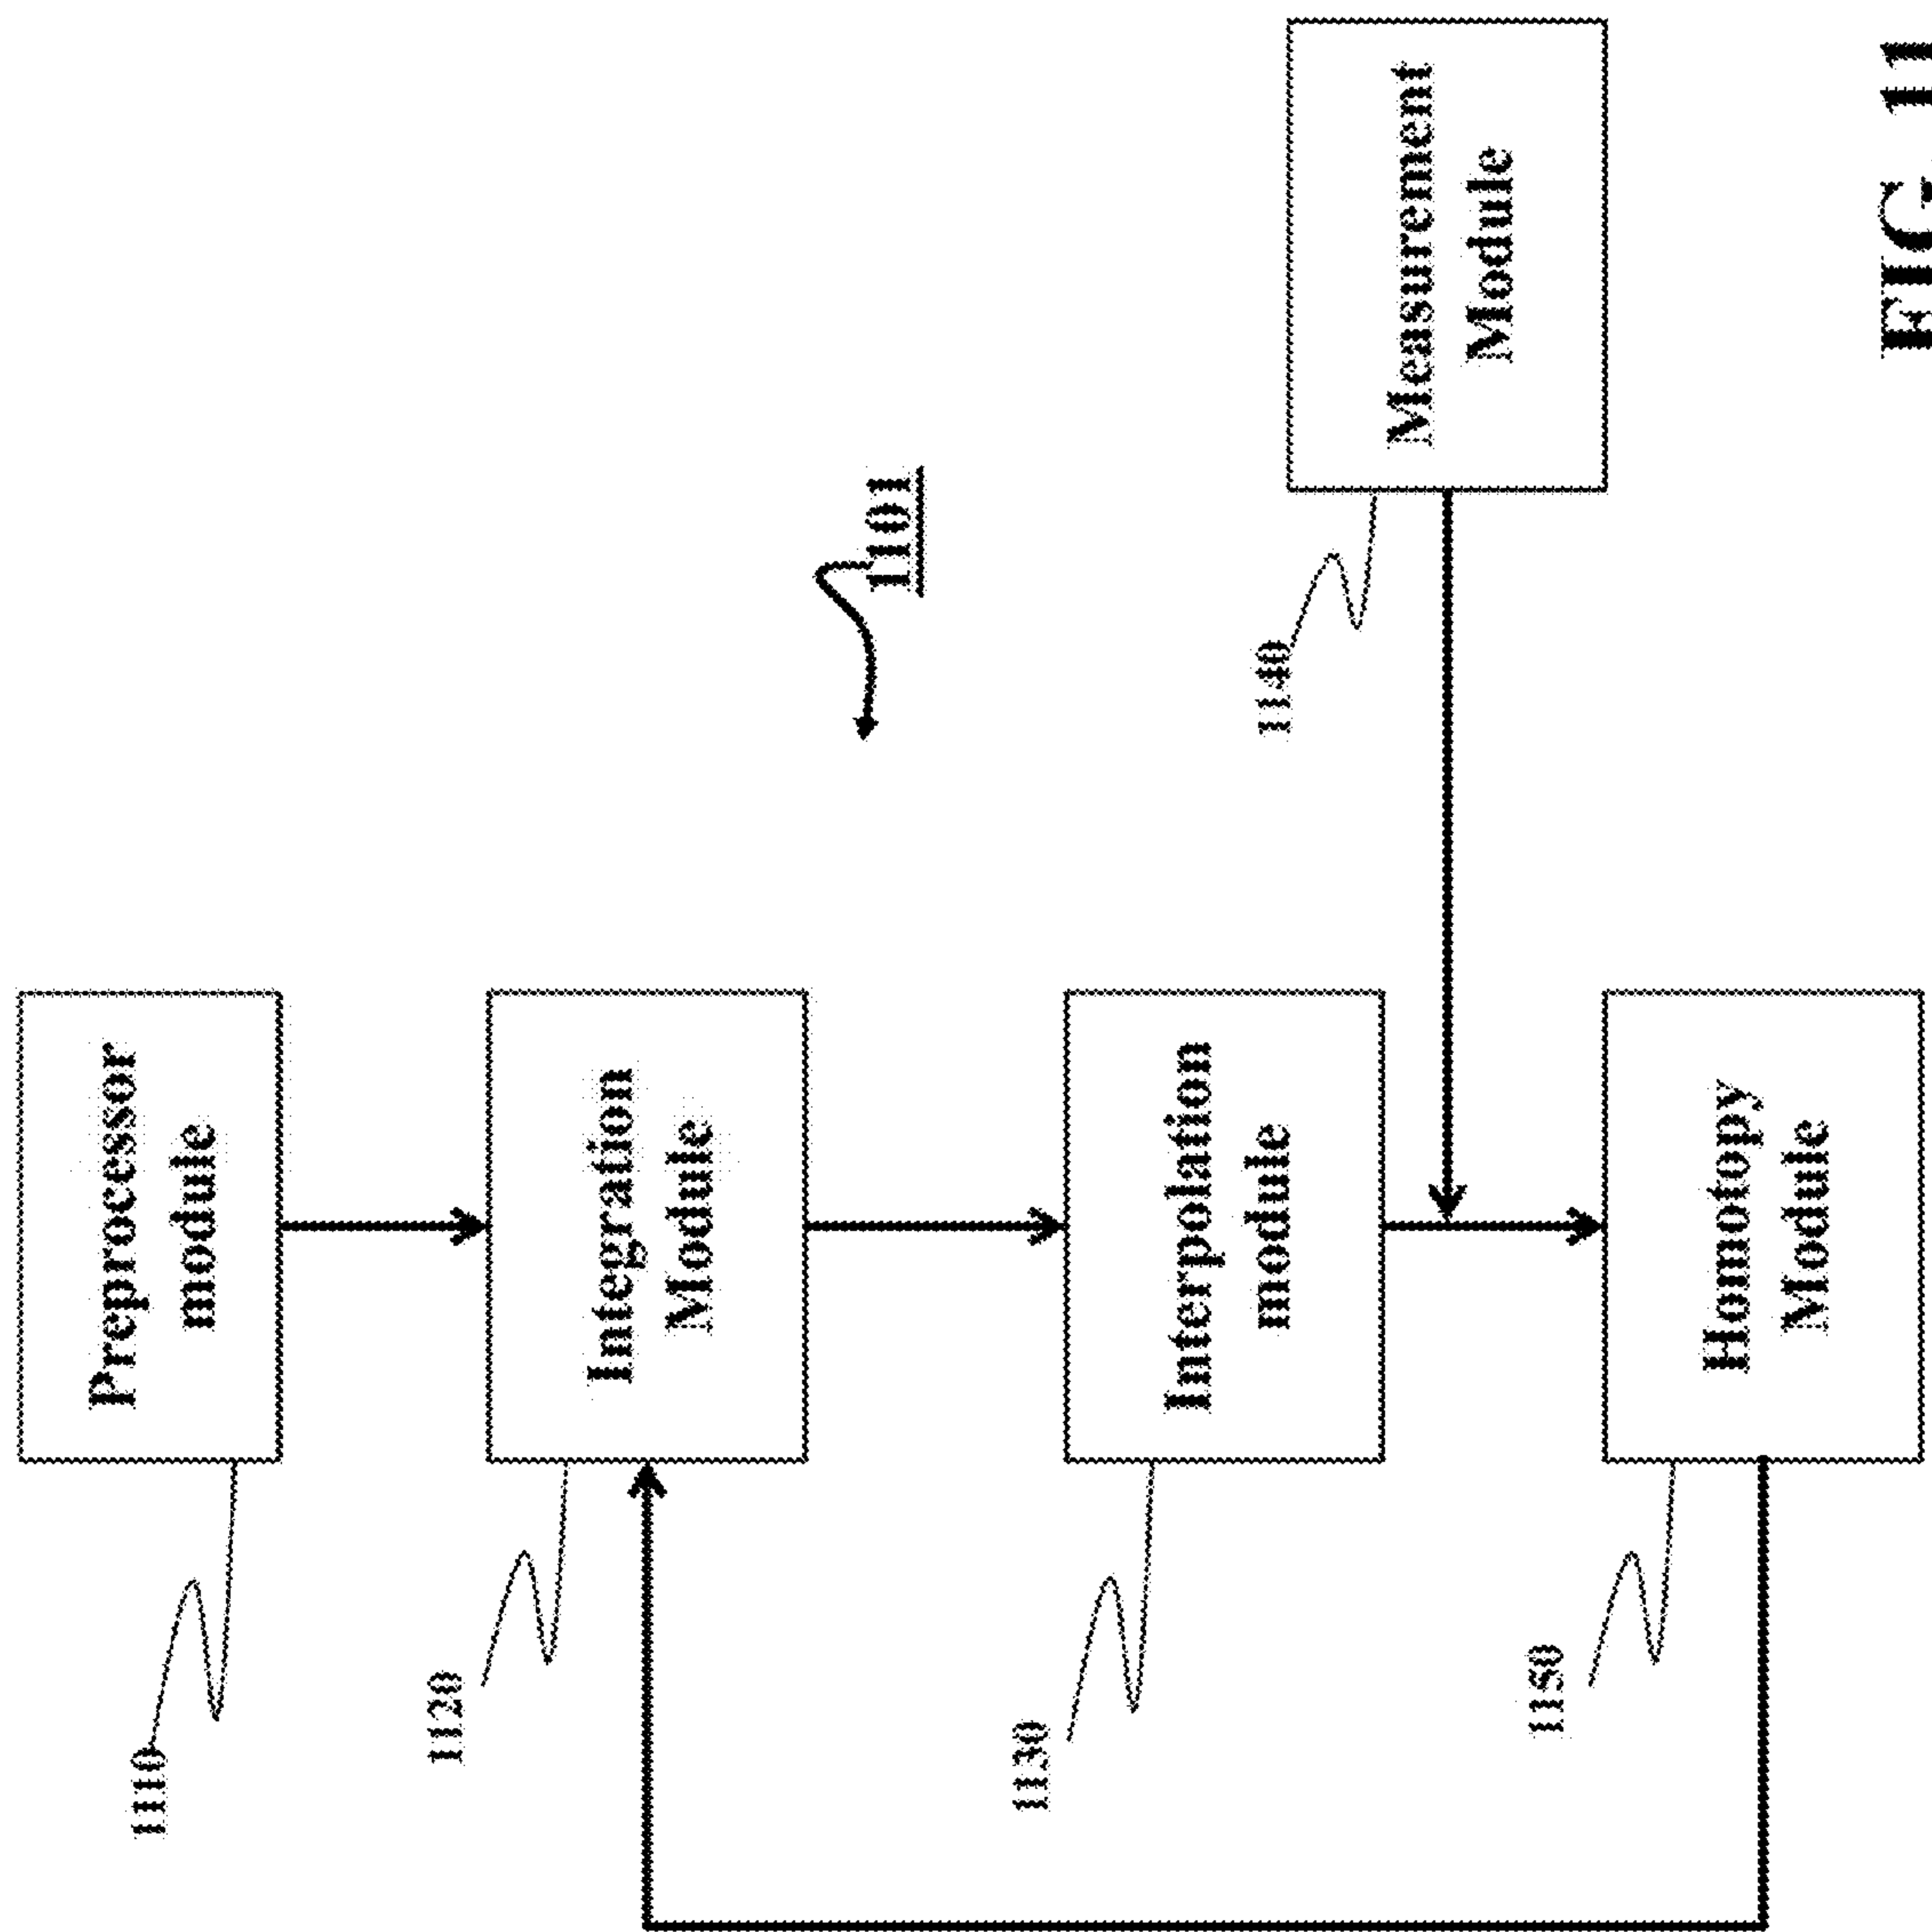 1110
Preprocessor
module
1120
Integration
Module
1101
1130
Interpolation
module
1140
Measurement
Module
1150
Homotopy
Module
FIG 11